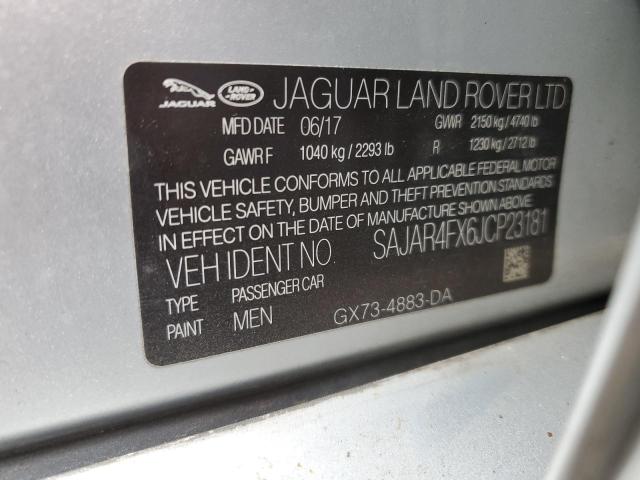 JAGUAR LAND-ROVER JAGUAR LAND ROVER LTD
MFD DATE 06/17 GVWR 2150 kg / 4740 lb
GAWR F 1040 kg / 2293 lb R 1230 kg / 2712 lb
THIS VEHICLE CONFORMS TO ALL APPLICABLE FEDERAL MOTOR
VEHICLE SAFETY, BUMPER AND THEFT PREVENTION STANDARDS
IN EFFECT ON THE DATE OF MANUFACTURE SHOWN ABOVE.
VEH IDENT NO. SAJAR4FX6JCP23181
TYPE PASSENGER CAR
PAINT MEN GX73-4883-DA